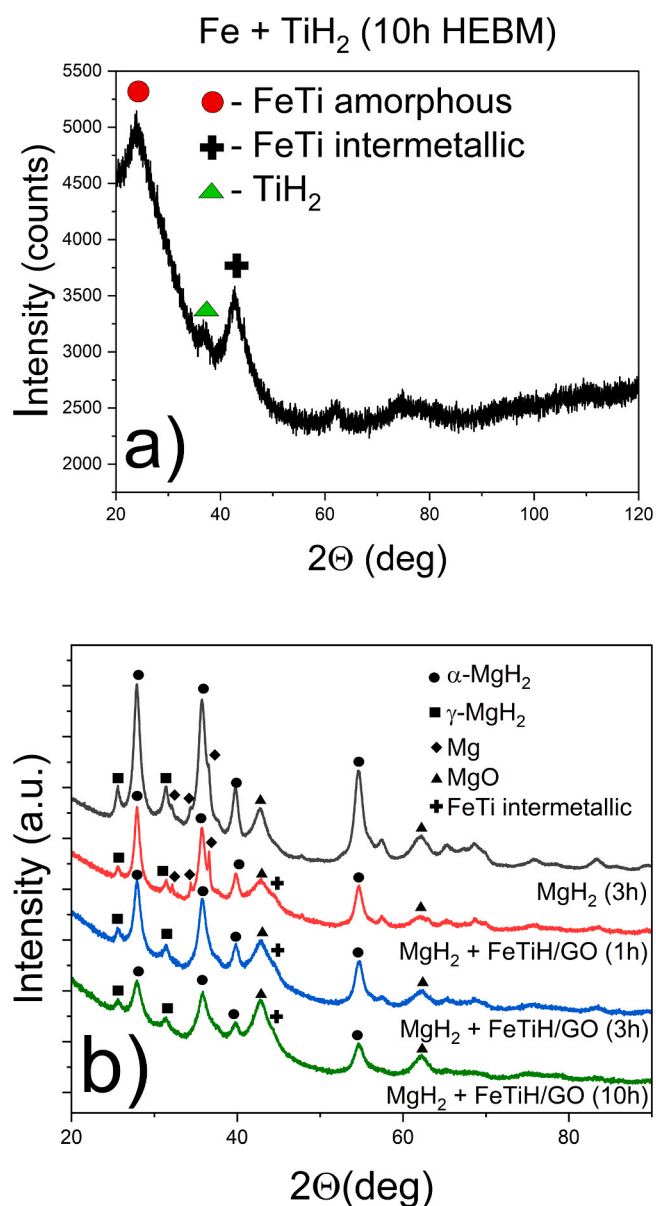 Fe + TiH₂ (10h HEBM)
5500
5000
4500
4000
3500
3000
2500
2000
Intensity (counts)
- FeTi amorphous
- FeTi intermetallic
- TiH₂
a)
20
40
60
80
100
120
2Θ (deg)
Intensity (a.u.)
α-MgH₂
γ-MgH₂
Mg
MgO
FeTi intermetallic
MgH₂ (3h)
MgH₂ + FeTiH/GO (1h)
MgH₂ + FeTiH/GO (3h)
MgH₂ + FeTiH/GO (10h)
b)
20
40
60
80
2Θ(deg)